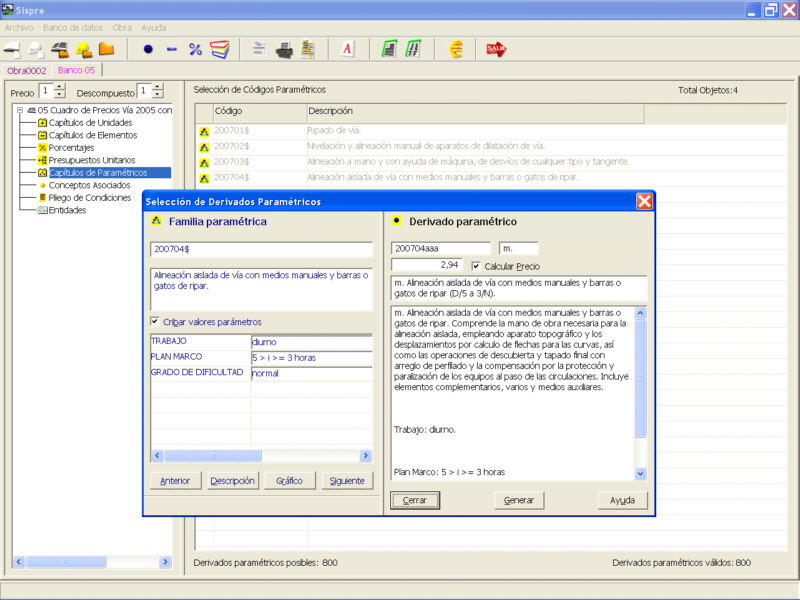 Sispre
Archivo Banco de datos Obra Ayuda
Obra0002 Banco 05
Precio 1 Descompuesto 1
05 Cuadro de Precios Vía 2005 con
Capítulos de Unidades
Capítulos de Elementos
Porcentajes
Presupuestos Unitarios
Capítulos de Paramétricos
Conceptos Asociados
Pliego de Condiciones
Entidades
Selección de Códigos Paramétricos Total Objetos:4
Código Descripción
200701$ Ripado de vía.
200702$ Nivelación y alineación manual de aparatos de dilatación de vía.
200703$ Alineación a mano y con ayuda de máquina, de desvíos de cualquier tipo y tangente.
200704$ Alineación aislada de vía con medios manuales y barras o gatos de ripar.
Selección de Derivados Paramétricos
Familia paramétrica
200704$
Alineación aislada de vía con medios manuales y barras o
gatos de ripar.
Cribar valores parámetros
TRABAJO diurno
PLAN MARCO 5 > i >= 3 horas
GRADO DE DIFICULTAD normal
Anterior Descripción Gráfico Siguiente
Derivado paramétrico
200704aaa m.
2,94 Calcular Precio
m. Alineación aislada de vía con medios manuales y barras o
gatos de ripar (D/5 a 3/N).
m. Alineación aislada de vía con medios manuales y barras o
gatos de ripar. Comprende la mano de obra necesaria para la
alineación aislada, empleando aparato topográfico y los
desplazamientos por calculo de flechas para las curvas, así
como las operaciones de descubierta y tapado final con
arreglo de perfilado y la compensación por la protección y
paralización de los equipos al paso de las circulaciones. Incluye
elementos complementarios, varios y medios auxiliares.
Trabajo: diurno.
Plan Marco: 5 > i >= 3 horas
Cerrar Generar Ayuda
Derivados paramétricos posibles: 800 Derivados paramétricos válidos: 800